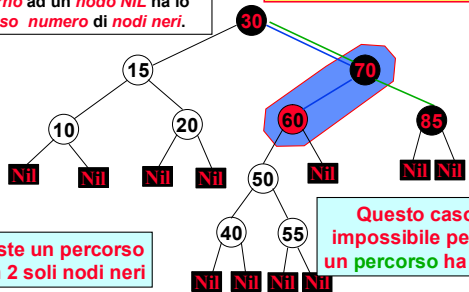 rno ad un nodo NIL ha lo
so numero di nodi neri.
30
15
70
10
20
60
85
Nil
Nil
Nil
Nil
Nil
Nil
Nil
50
40
55
Nil
Nil
Nil
Nil
ste un percorso
2 soli nodi neri
Questo caso
impossibile pe
un percorso ha